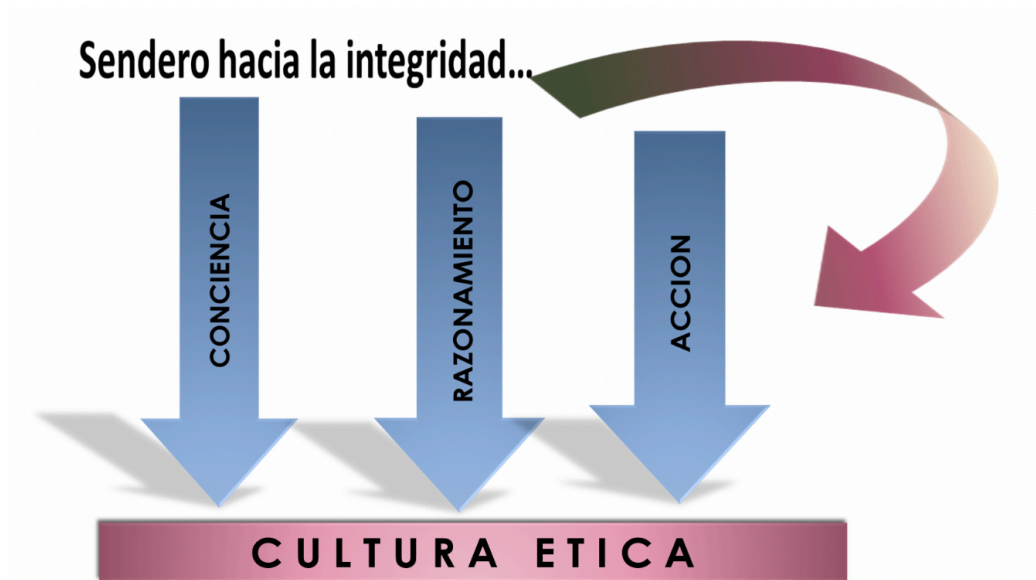 Sendero hacia la integridad...
CONCIENCIA
RAZONAMIENTO
ACCION
CULTURA ETICA